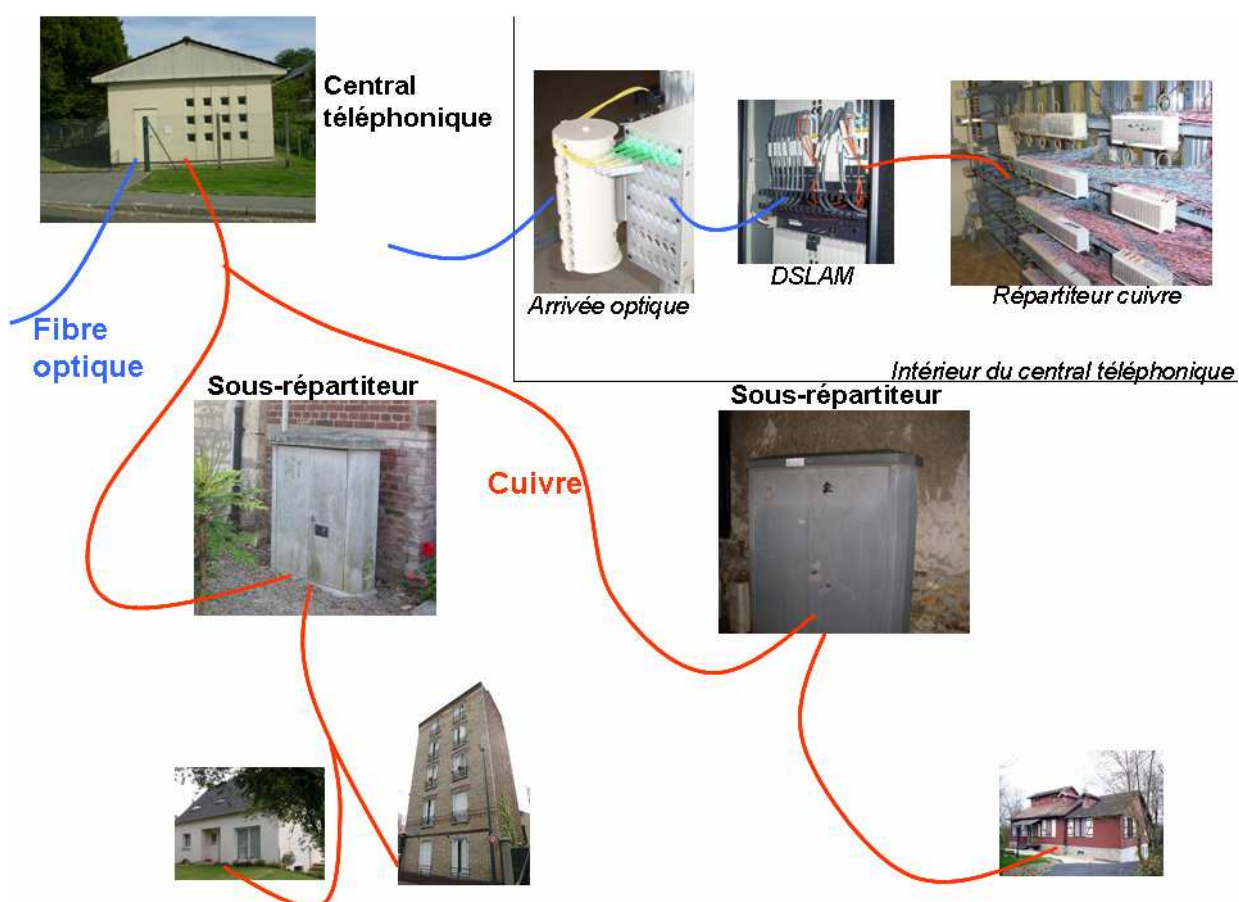 Central
téléphonique
Arrivée optique
DSLAM
Répartiteur cuivre
Fibre
optique
Intérieur du central téléphonique
Sous-répartiteur
Sous-répartiteur
Cuivre